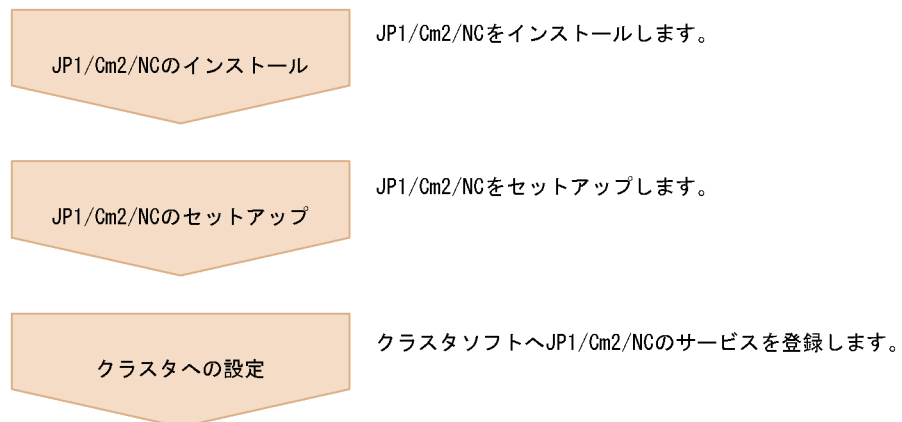 JP1/Cm2/NCのインストール
JP1/Cm2/NCをインストールします。
JP1/Cm2/NCのセットアップ
JP1/Cm2/NCをセットアップします。
クラスタへの設定
クラスタソフトへJP1/Cm2/NCのサービスを登録します。